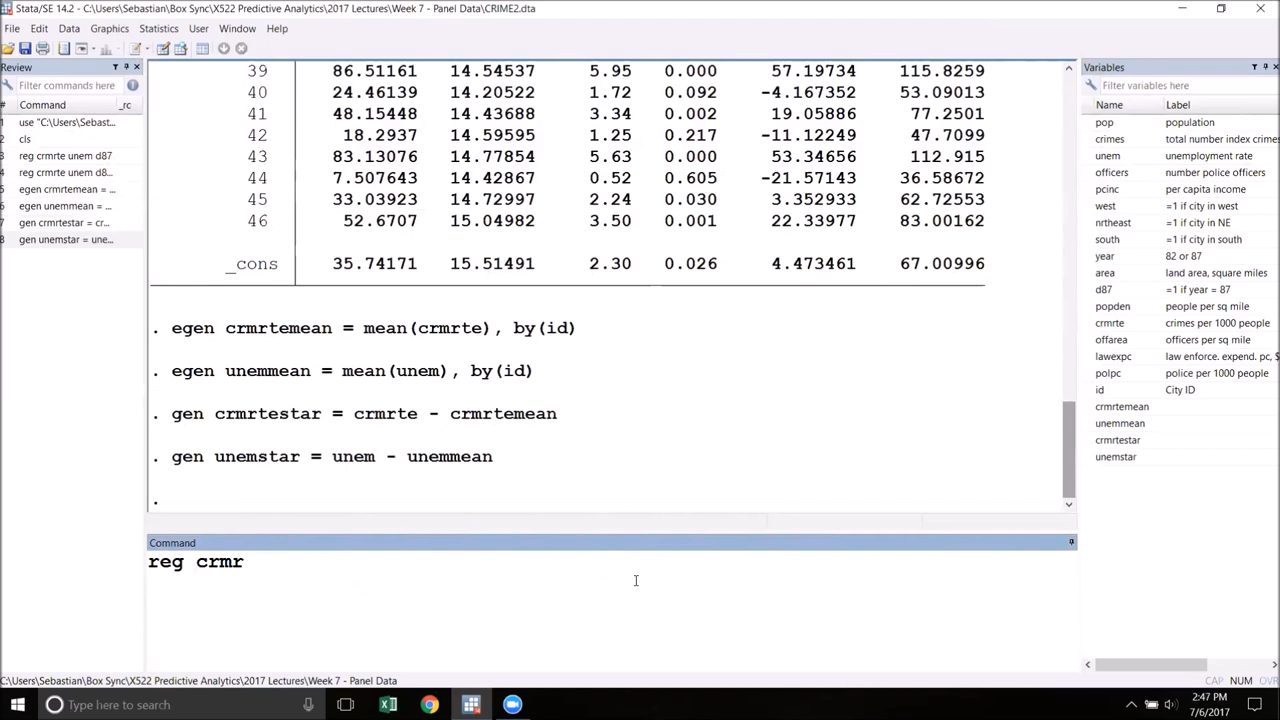 Stata/SE 14.2 - C:\Users\Sebastian\Box Sync\X522 Predictive Analytics\2017 Lectures\Week 7 - Panel Data\CRIME2.dta
File Edit Data Graphics Statistics User Window Help
Review
Filter commands here
# Command _rc
1 use "C:\Users\Sebast...
2 cls
3 reg crmrte unem d87
4 reg crmrte unem d8...
5 egen crmrtemean = ...
6 egen unemmean = ...
7 gen crmrtestar = cr...
8 gen unemstar = une...
39 86.51161 14.54537 5.95 0.000 57.19734 115.8259
40 24.46139 14.20522 1.72 0.092 -4.167352 53.09013
41 48.15448 14.43688 3.34 0.002 19.05886 77.2501
42 18.2937 14.59595 1.25 0.217 -11.12249 47.7099
43 83.13076 14.77854 5.63 0.000 53.34656 112.915
44 7.507643 14.42867 0.52 0.605 -21.57143 36.58672
45 33.03923 14.72997 2.24 0.030 3.352933 62.72553
46 52.6707 15.04982 3.50 0.001 22.33977 83.00162
_cons 35.74171 15.51491 2.30 0.026 4.473461 67.00996
. egen crmrtemean = mean(crmrte), by(id)
. egen unemmean = mean(unem), by(id)
. gen crmrtestar = crmrte - crmrtemean
. gen unemstar = unem - unemmean
.
Command
reg crmr
Variables
Filter variables here
Name Label
pop population
crimes total number index crimes
unem unemployment rate
officers number police officers
pcinc per capita income
west =1 if city in west
nrtheast =1 if city in NE
south =1 if city in south
year 82 or 87
area land area, square miles
d87 =1 if year = 87
popden people per sq mile
crmrte crimes per 1000 people
offarea officers per sq mile
lawexpc law enforce. expend. pc, $
polpc police per 1000 people
id City ID
crmrtemean
unemmean
crmrtestar
unemstar
C:\Users\Sebastian\Box Sync\X522 Predictive Analytics\2017 Lectures\Week 7 - Panel Data
CAP NUM OVR
Type here to search
2:47 PM
7/6/2017